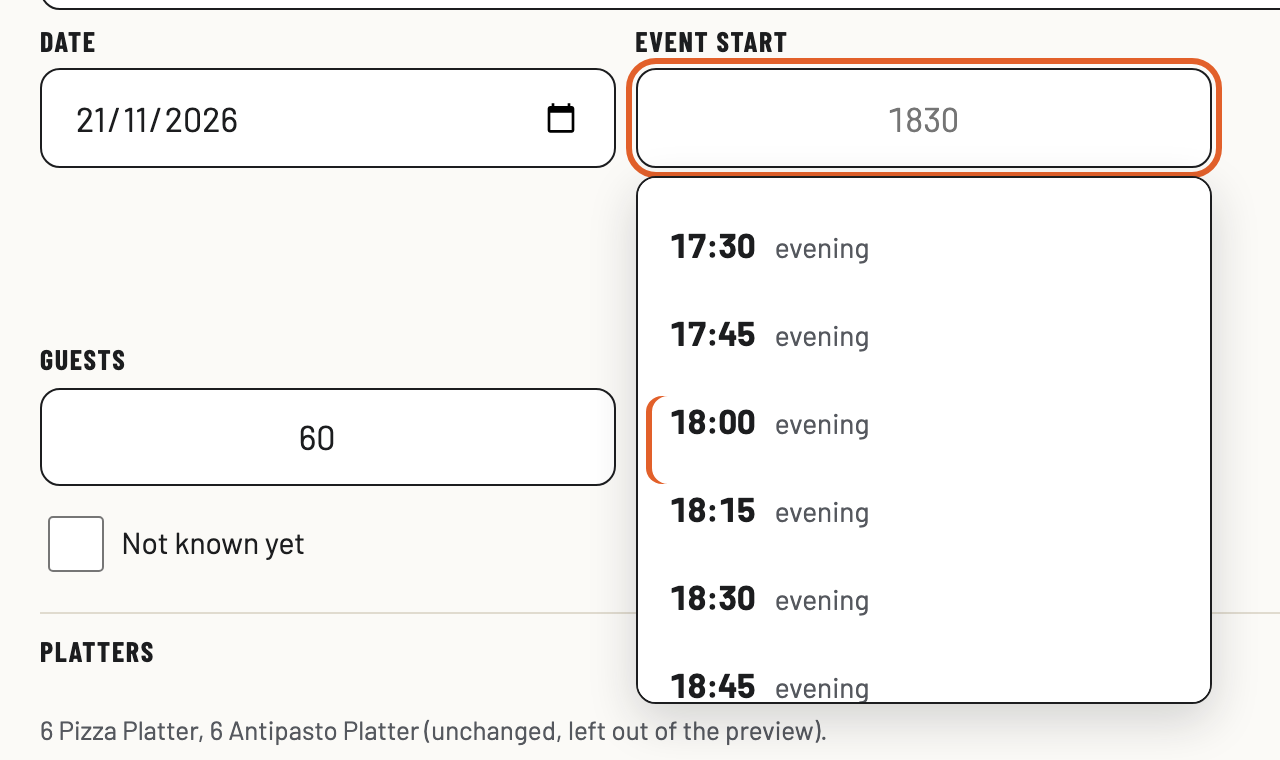 DATE
EVENT START
21/11/2026
1830
17:30 evening
17:45 evening
18:00 evening
18:15 evening
18:30 evening
18:45 evening
GUESTS
60
Not known yet
PLATTERS
6 Pizza Platter, 6 Antipasto Platter (unchanged, left out of the preview).